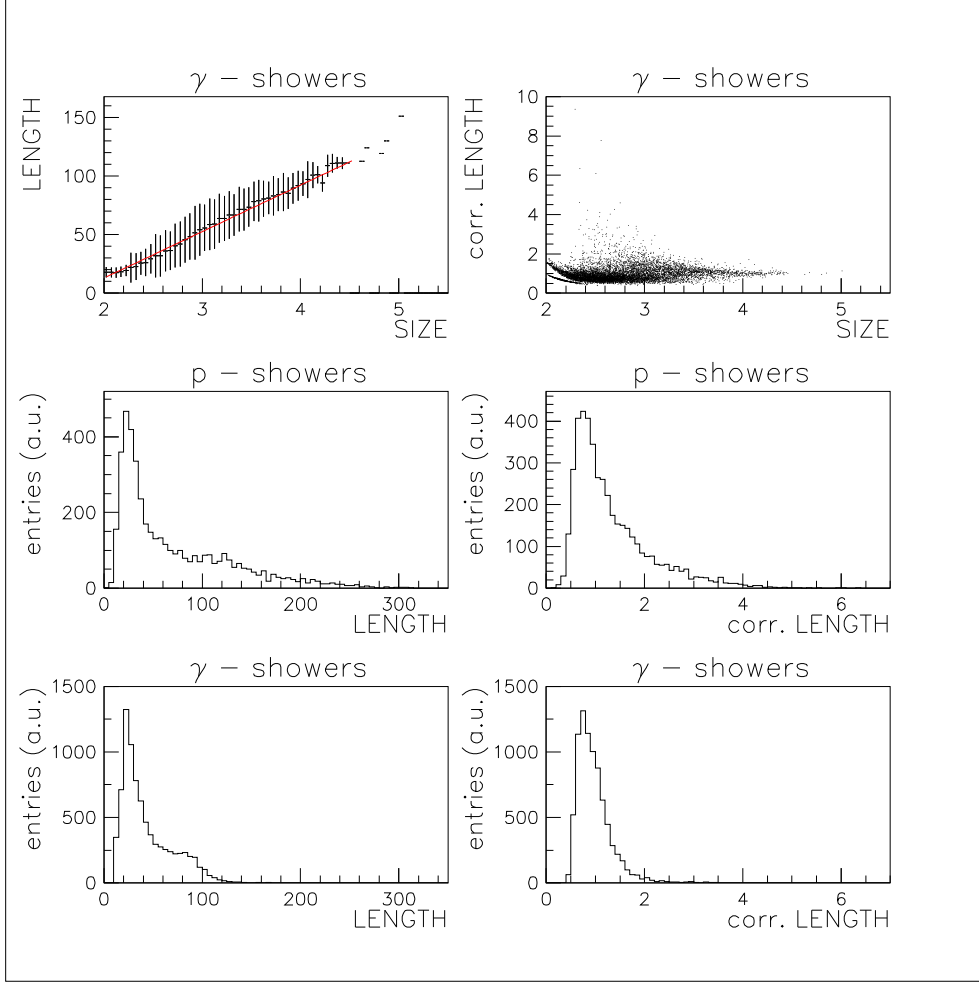 γ − showers
LENGTH
150
100
50
0
2 3 4 5
SIZE
γ − showers
corr. LENGTH
10
8
6
4
2
0
2 3 4 5
SIZE
p − showers
entries (a.u.)
400
200
0
0 100 200 300
LENGTH
p − showers
entries (a.u.)
400
300
200
100
0
0 2 4 6
corr. LENGTH
γ − showers
entries (a.u.)
1500
1000
500
0
0 100 200 300
LENGTH
γ − showers
entries (a.u.)
1500
1000
500
0
0 2 4 6
corr. LENGTH